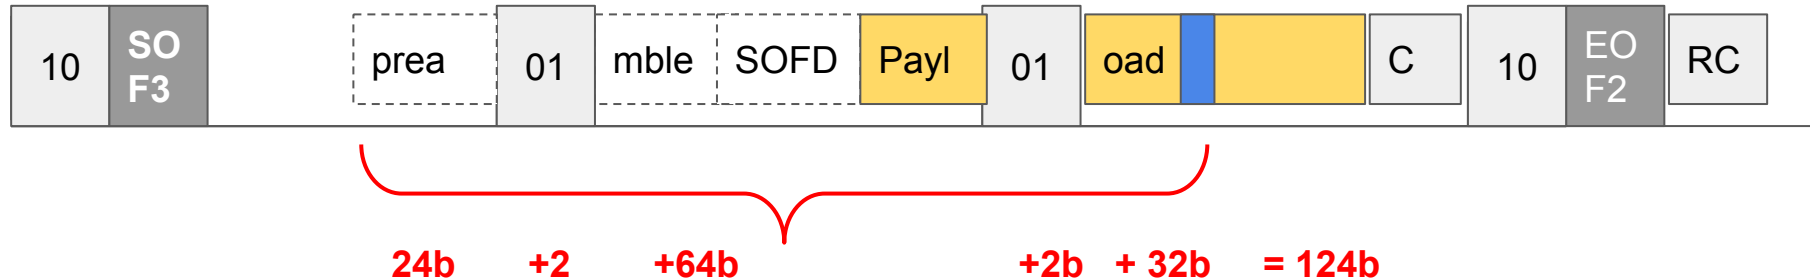 10 SO prea 01 mble SOFD Payl 01 oad C 10 EO RC
F3 F2
24b +2 +64b +2b + 32b = 124b